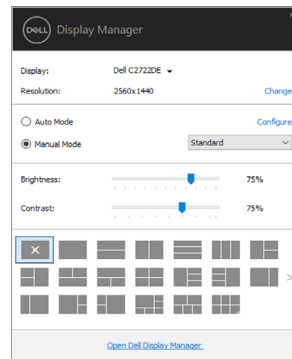 DELL Display Manager
Display: Dell C2722DE
Resolution: 2560x1440 Change
Auto Mode Configure
Manual Mode Standard
Brightness: 75%
Contrast: 75%
Open Dell Display Manager